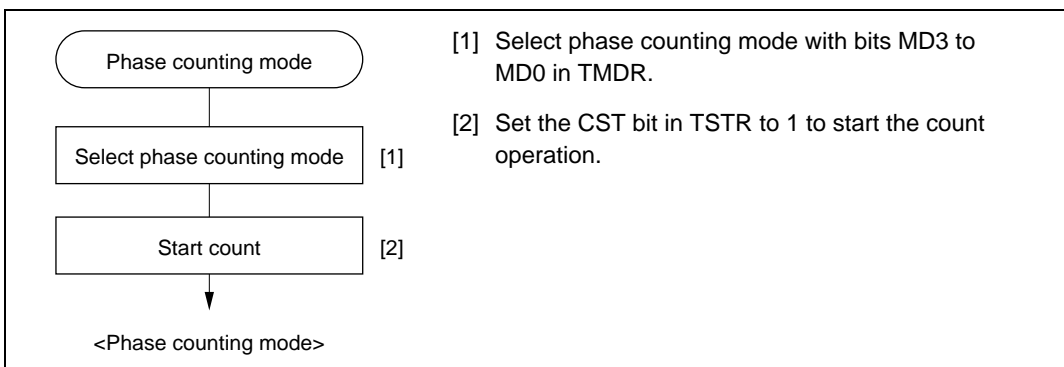 Phase counting mode
Select phase counting mode [1]
Start count [2]
<Phase counting mode>
[1] Select phase counting mode with bits MD3 to
MD0 in TMDR.
[2] Set the CST bit in TSTR to 1 to start the count
operation.